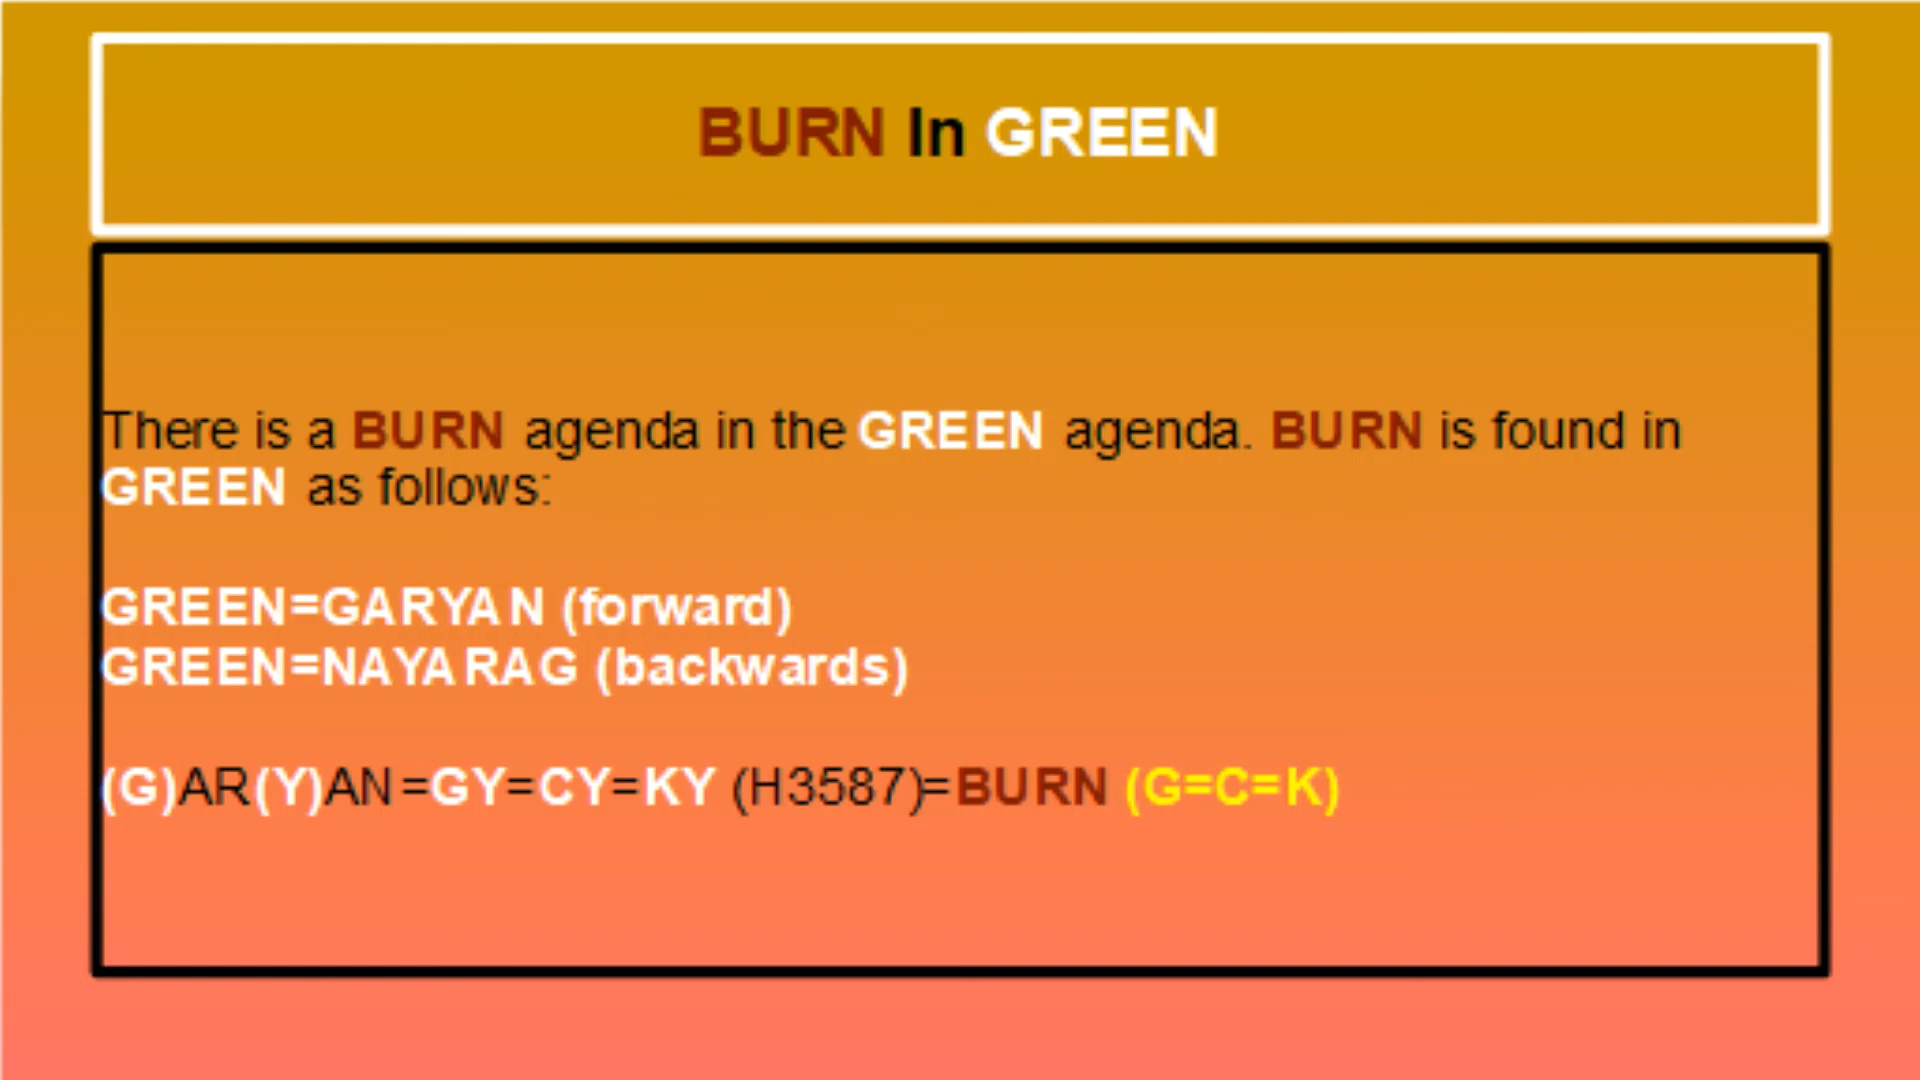 BURN In GREEN
There is a BURN agenda in the GREEN agenda. BURN is found in
GREEN as follows:
GREEN=GARYAN (forward)
GREEN=NAYARAG (backwards)
(G)AR(Y)AN=GY=CY=KY (H3587)=BURN (G=C=K)